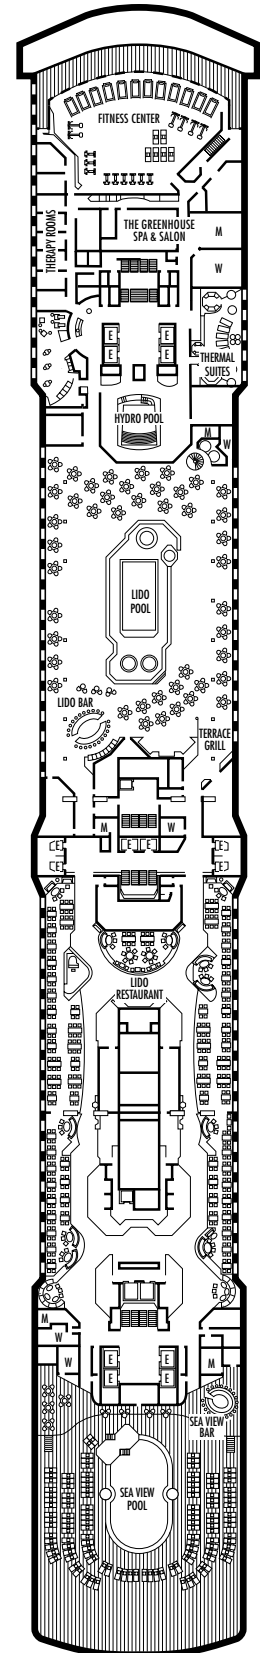 FITNESS CENTER
THERAPY ROOMS
THE GREENHOUSE
SPA & SALON
M
W
E E
E E
THERMAL
SUITES
HYDRO POOL
M
W
LIDO
POOL
LIDO BAR
TERRACE
GRILL
M
W
E E
E
E
E
E
LIDO
RESTAURANT
M
W
W
E E
E E
M
SEA VIEW
BAR
SEA VIEW
POOL